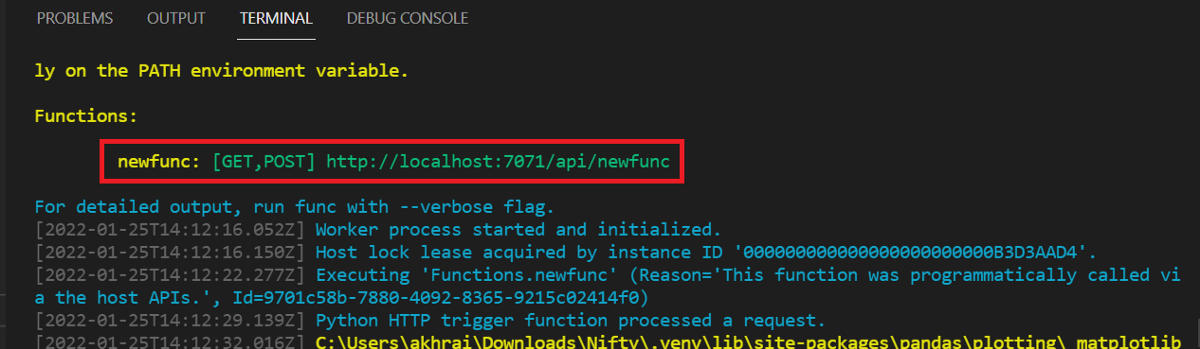 PROBLEMS OUTPUT TERMINAL DEBUG CONSOLE
ly on the PATH environment variable.
Functions:
newfunc: [GET,POST] http://localhost:7071/api/newfunc
For detailed output, run func with --verbose flag.
[2022-01-25T14:12:16.052Z] Worker process started and initialized.
[2022-01-25T14:12:16.150Z] Host lock lease acquired by instance ID '000000000000000000000000B3D3AAD4'.
[2022-01-25T14:12:22.277Z] Executing 'Functions.newfunc' (Reason='This function was programmatically called vi
a the host APIs.', Id=9701c58b-7880-4092-8365-9215c02414f0)
[2022-01-25T14:12:29.139Z] Python HTTP trigger function processed a request.
[2022-01-25T14:12:32.016Z] C:\Users\akhrai\Downloads\Nifty\.venv\lib\site-packages\pandas\plotting\_matplotlib